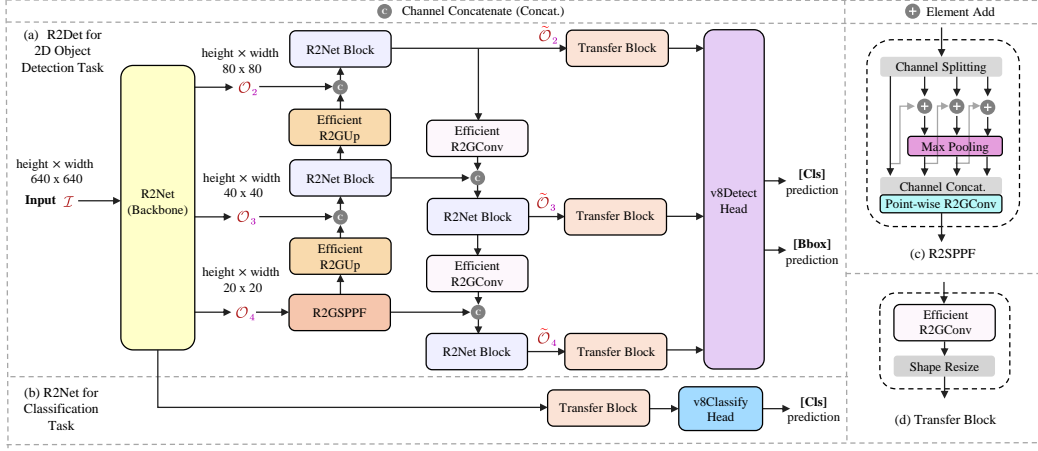 c Channel Concatenate (Concat.)
+ Element Add
(a) R2Det for
2D Object
Detection Task
height × width
80 x 80
R2Net Block
Õ₂
Transfer Block
O₂
c
Efficient
R2GUp
Efficient
R2GConv
height × width
640 x 640
Input I
R2Net
(Backbone)
height × width
40 x 40
R2Net Block
c
O₃
c
R2Net Block
Õ₃
Transfer Block
v8Detect
Head
[Cls]
prediction
[Bbox]
prediction
Efficient
R2GUp
Efficient
R2GConv
height × width
20 x 20
O₄
R2GSPPF
c
R2Net Block
Õ₄
Transfer Block
(b) R2Net for
Classification
Task
Transfer Block
v8Classify
Head
[Cls]
prediction
Channel Splitting
+ + +
Max Pooling
Channel Concat.
Point-wise R2GConv
(c) R2SPPF
Efficient
R2GConv
Shape Resize
(d) Transfer Block